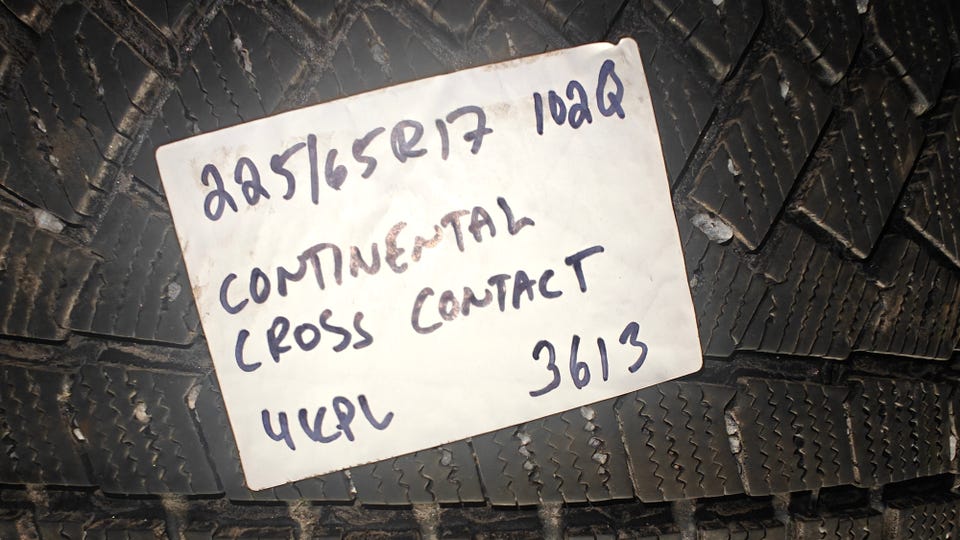 225/65R17 102Q
CONTINENTAL
CROSS CONTACT
4KPL 3613